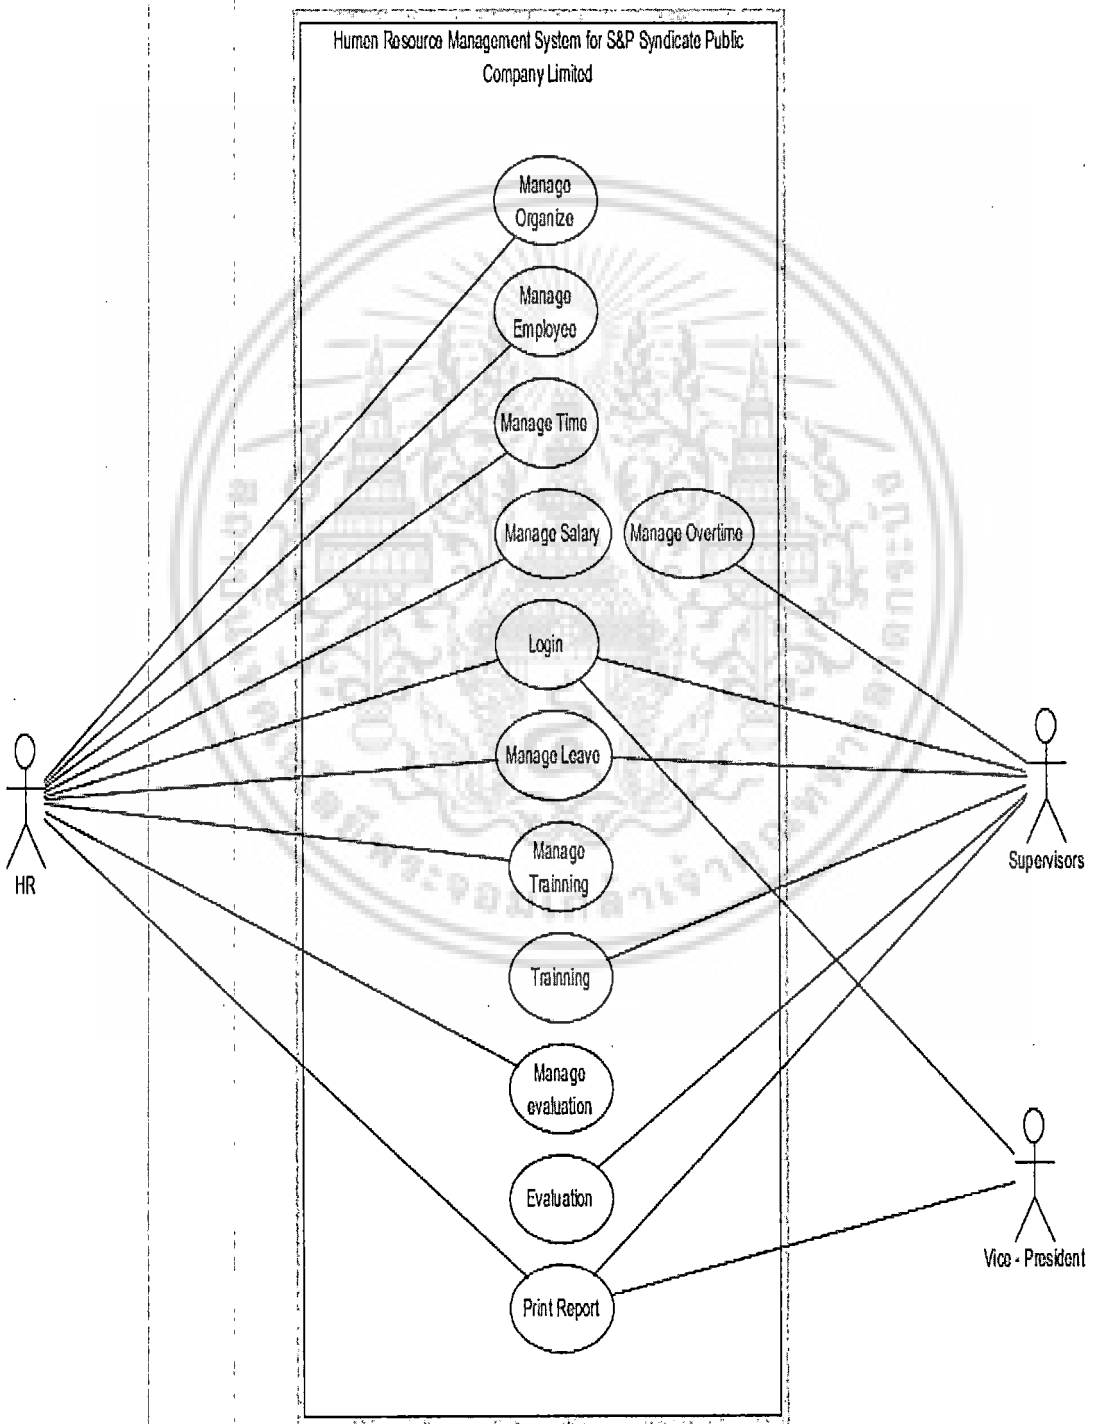 Human Resource Management System for S&P Syndicate Public
Company Limited
Manage
Organize
Manage
Employee
Manage Time
Manage Salary
Manage Overtime
Login
Manage Leave
Manage
Trainning
Trainning
Manage
evaluation
Evaluation
Print Report
HR
Supervisors
Vice - President